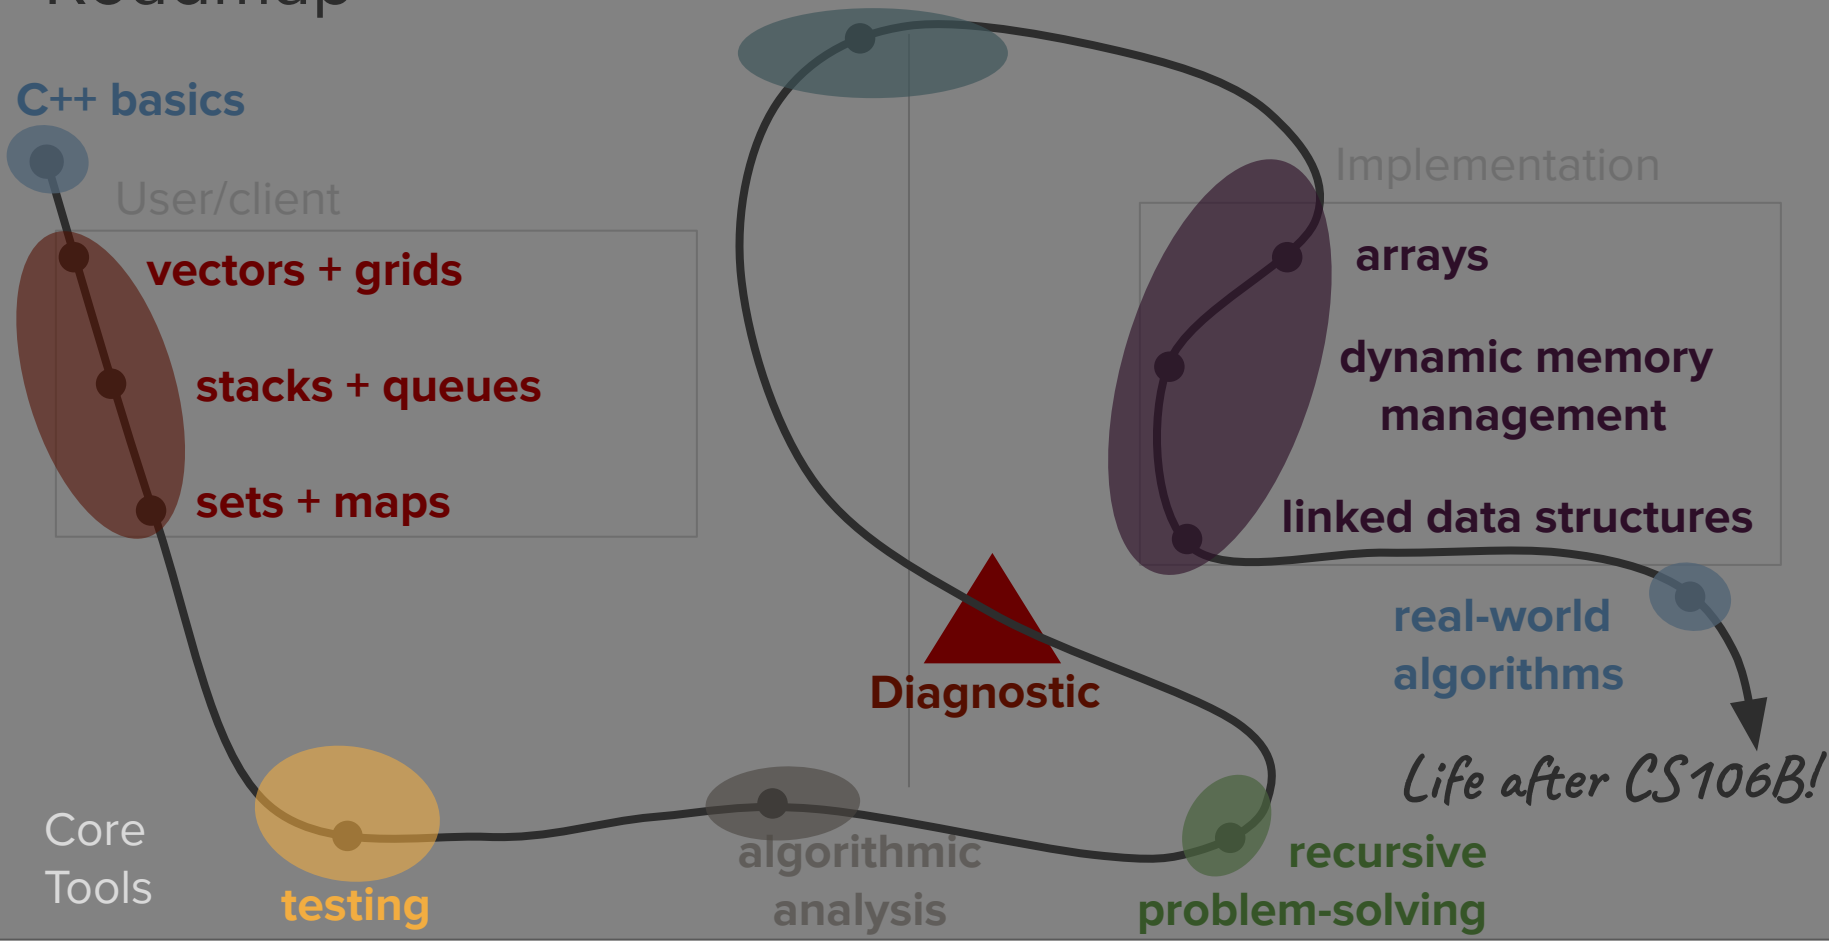 Roadmap
C++ basics
User/client
vectors + grids
stacks + queues
sets + maps
Implementation
arrays
dynamic memory
management
linked data structures
real-world
algorithms
Diagnostic
Life after CS106B!
Core
Tools
testing
algorithmic
analysis
recursive
problem-solving